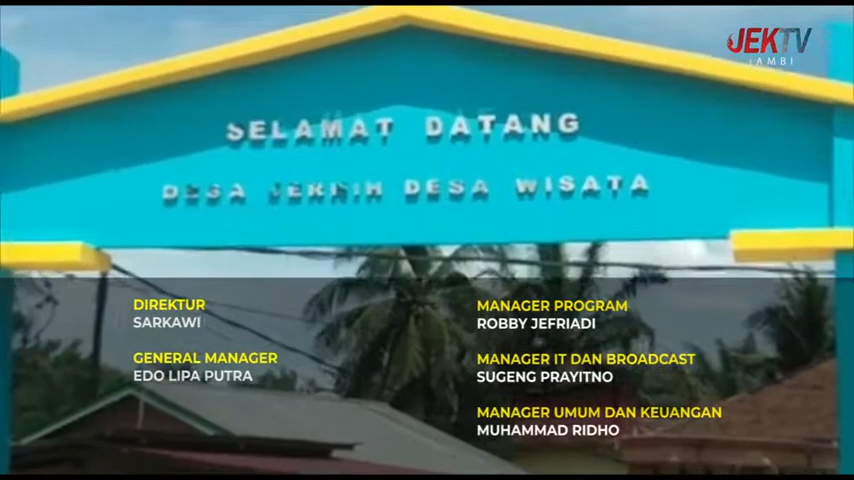 JEKTV
JAMBI
SELAMAT DATANG
DESA JERNIH DESA WISATA
DIREKTUR
SARKAWI
GENERAL MANAGER
EDO LIPA PUTRA
MANAGER PROGRAM
ROBBY JEFRIADI
MANAGER IT DAN BROADCAST
SUGENG PRAYITNO
MANAGER UMUM DAN KEUANGAN
MUHAMMAD RIDHO